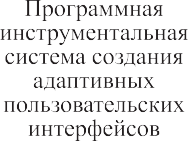 Программная
инструментальная
система создания
адаптивных
пользовательских
интерфейсов